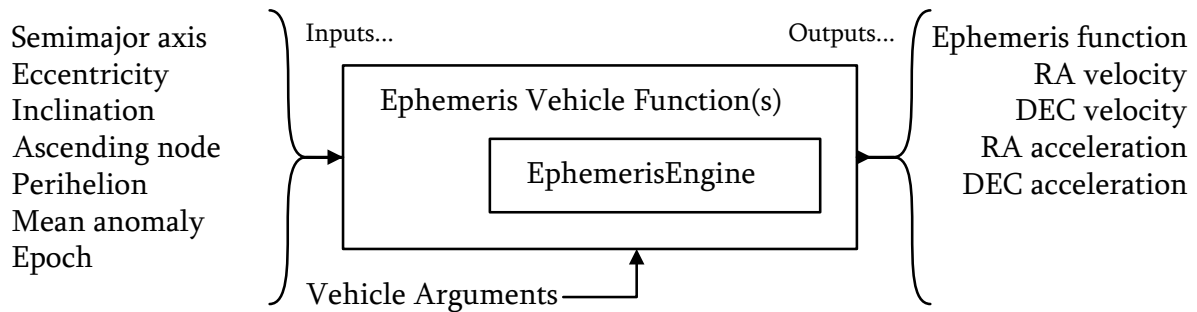 Semimajor axis
Eccentricity
Inclination
Ascending node
Perihelion
Mean anomaly
Epoch
Inputs...
Outputs...
Ephemeris Vehicle Function(s)
EphemerisEngine
Vehicle Arguments
Ephemeris function
RA velocity
DEC velocity
RA acceleration
DEC acceleration